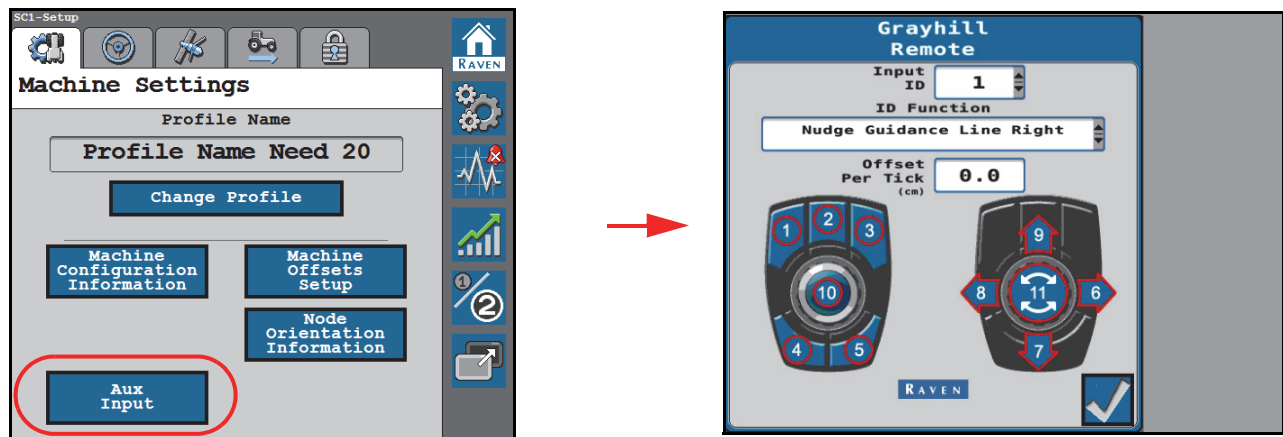 SC1-Setup
Machine Settings
Profile Name
Profile Name Need 20
Change Profile
Machine
Configuration
Information
Machine
Offsets
Setup
Node
Orientation
Information
Aux
Input
RAVEN
1/2
Grayhill
Remote
Input
ID
1
ID Function
Nudge Guidance Line Right
Offset
Per Tick
(cm)
0.0
1
2
3
10
4
5
9
8
11
6
7
RAVEN